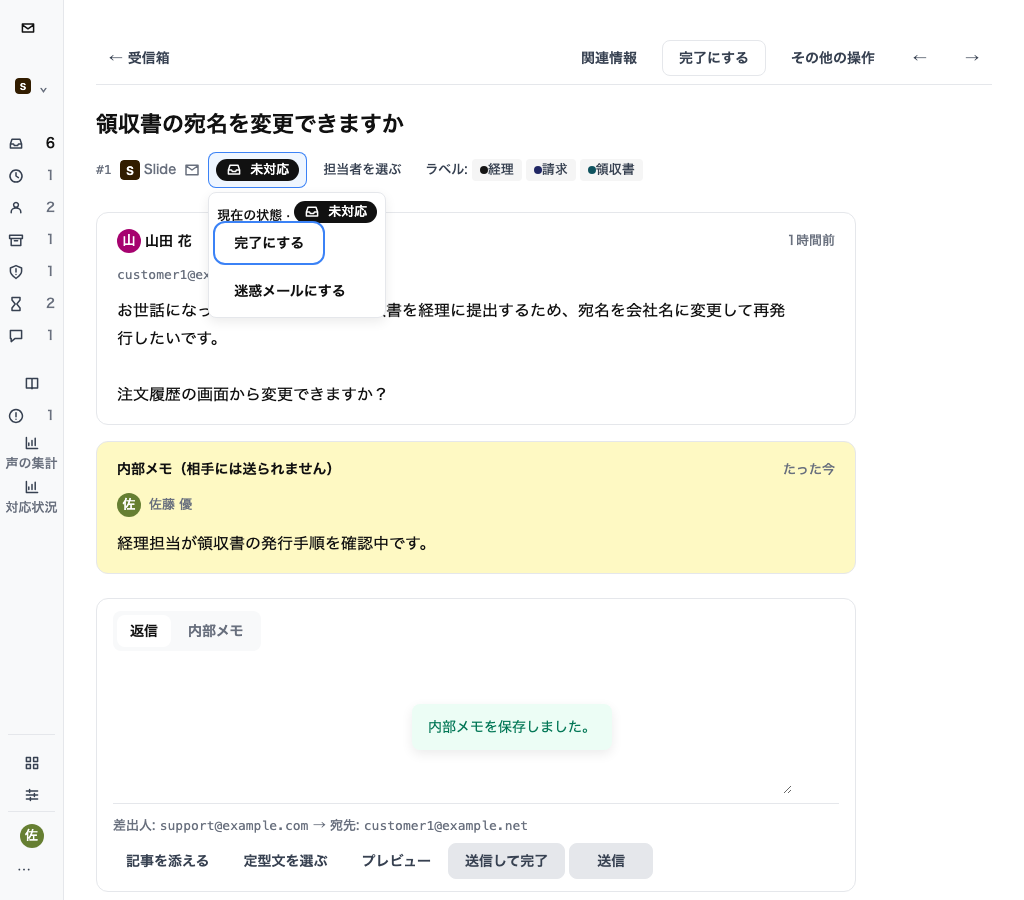 ← 受信箱
関連情報
完了にする
その他の操作
←
→
S
領収書の宛名を変更できますか
#1 S Slide 未対応 担当者を選ぶ ラベル: 経理 請求 領収書
現在の状態 · 未対応
完了にする
迷惑メールにする
山 山田 花
1時間前
customer1@ex
お世話になっ
書を経理に提出するため、宛名を会社名に変更して再発
行したいです。
注文履歴の画面から変更できますか？
内部メモ（相手には送られません）
たった今
佐 佐藤 優
経理担当が領収書の発行手順を確認中です。
返信
内部メモ
内部メモを保存しました。
差出人: support@example.com → 宛先: customer1@example.net
記事を添える
定型文を選ぶ
プレビュー
送信して完了
送信
6
1
2
1
1
2
1
1
声の集計
対応状況
佐
…